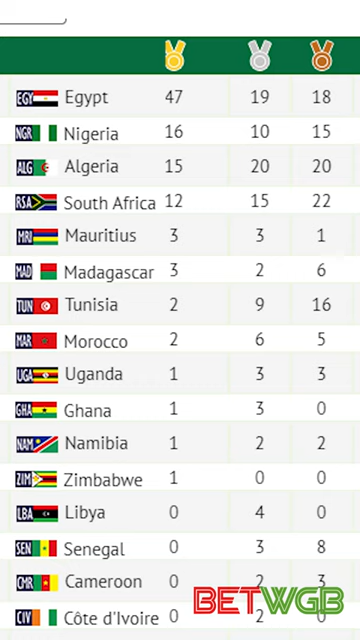 EGY Egypt 47 19 18
NGR Nigeria 16 10 15
ALG Algeria 15 20 20
RSA South Africa 12 15 22
MRI Mauritius 3 3 1
MAD Madagascar 3 2 6
TUN Tunisia 2 9 16
MAR Morocco 2 6 5
UGA Uganda 1 3 3
GHA Ghana 1 3 0
NAM Namibia 1 2 2
ZIM Zimbabwe 1 0 0
LBA Libya 0 4 0
SEN Senegal 0 3 8
CMR Cameroon 0 2 3
CIV Côte d'Ivoire 0 2 0
BETWGB